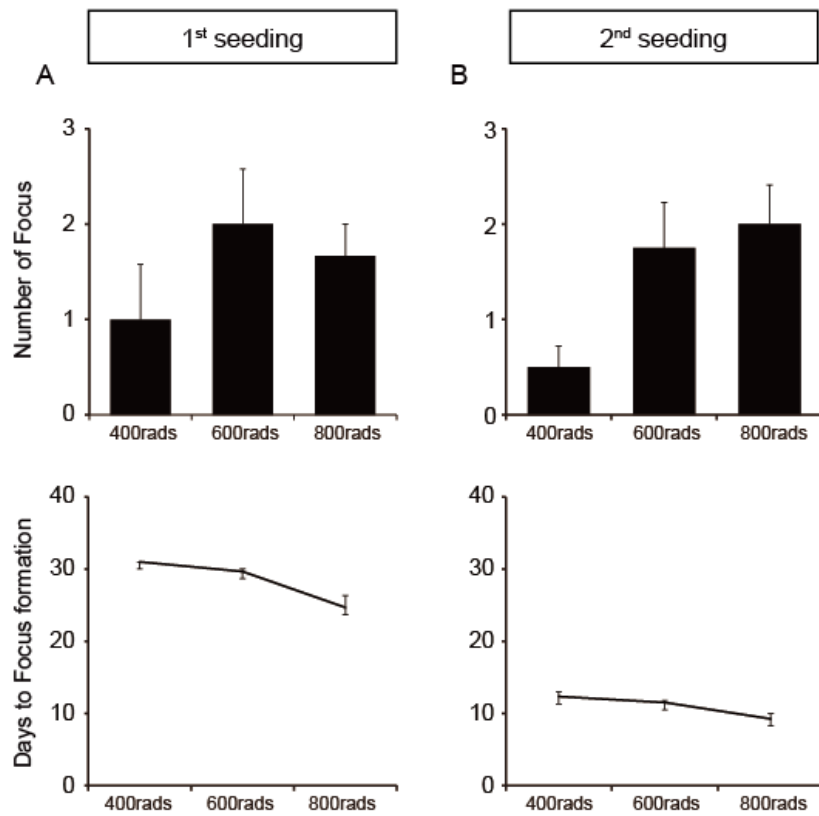 1st seeding
2nd seeding
A
B
Number of Focus
3
2
1
0
400rads 600rads 800rads
3
2
1
0
400rads 600rads 800rads
Days to Focus formation
40
30
20
10
0
400rads 600rads 800rads
40
30
20
10
0
400rads 600rads 800rads